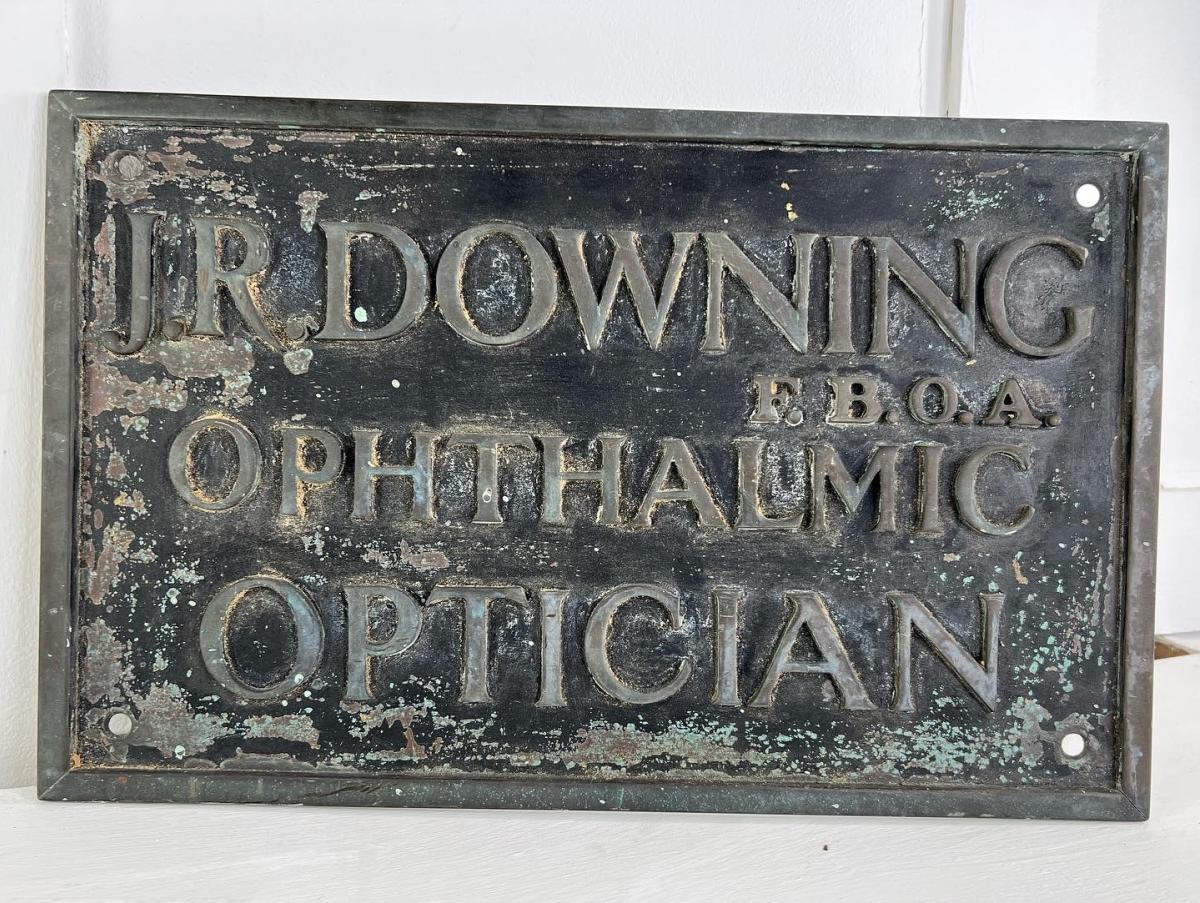 J.R. DOWNING
F.B.O.A.
OPHTHALMIC
OPTICIAN